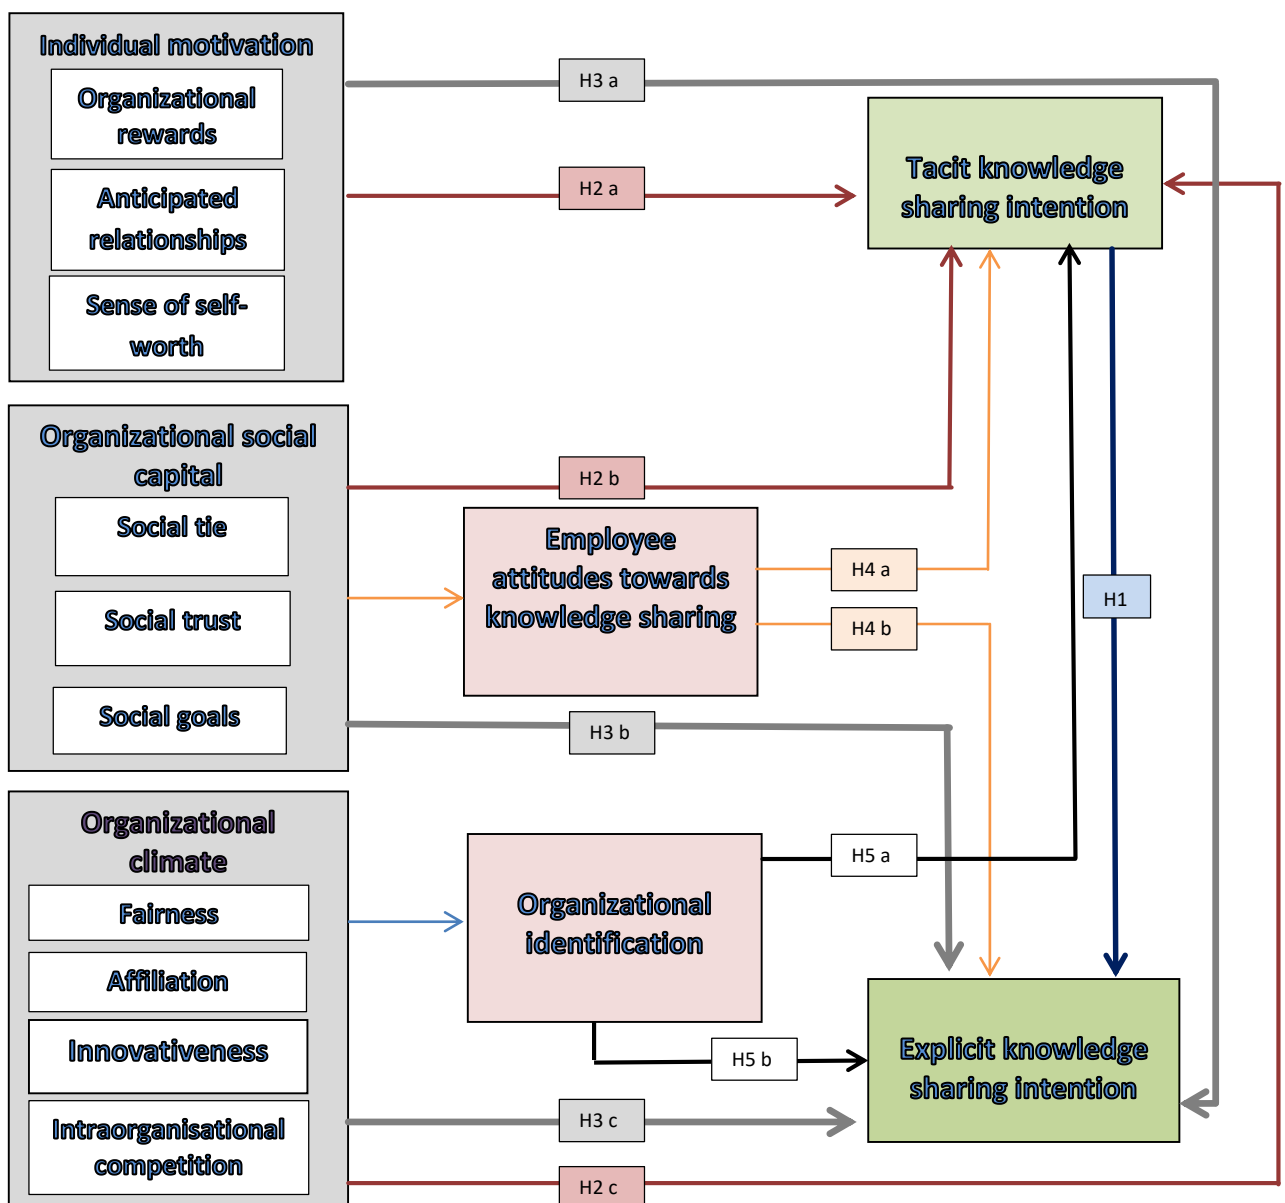 Individual motivation
Organizational
rewards
Anticipated
relationships
Sense of self-
worth
H3 a
H2 a
Tacit knowledge
sharing intention
Organizational social
capital
Social tie
Social trust
Social goals
H2 b
Employee
attitudes towards
knowledge sharing
H4 a
H4 b
H1
H3 b
Organizational
climate
Fairness
Affiliation
Innovativeness
Intraorganisational
competition
Organizational
identification
H5 a
H5 b
Explicit knowledge
sharing intention
H3 c
H2 c